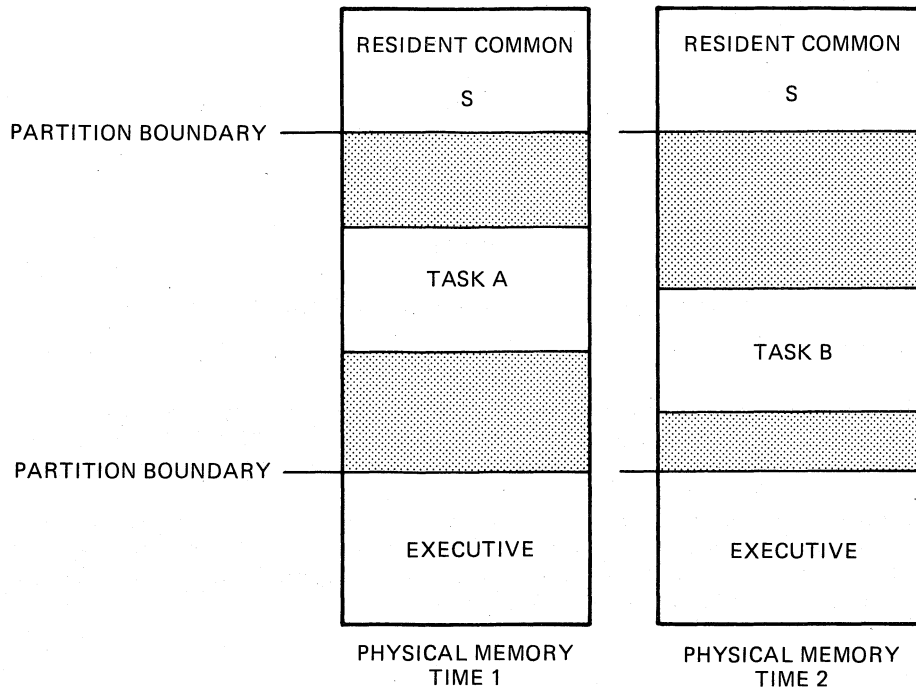 RESIDENT COMMON
S
PARTITION BOUNDARY
TASK A
PARTITION BOUNDARY
EXECUTIVE
PHYSICAL MEMORY
TIME 1
RESIDENT COMMON
S
TASK B
EXECUTIVE
PHYSICAL MEMORY
TIME 2